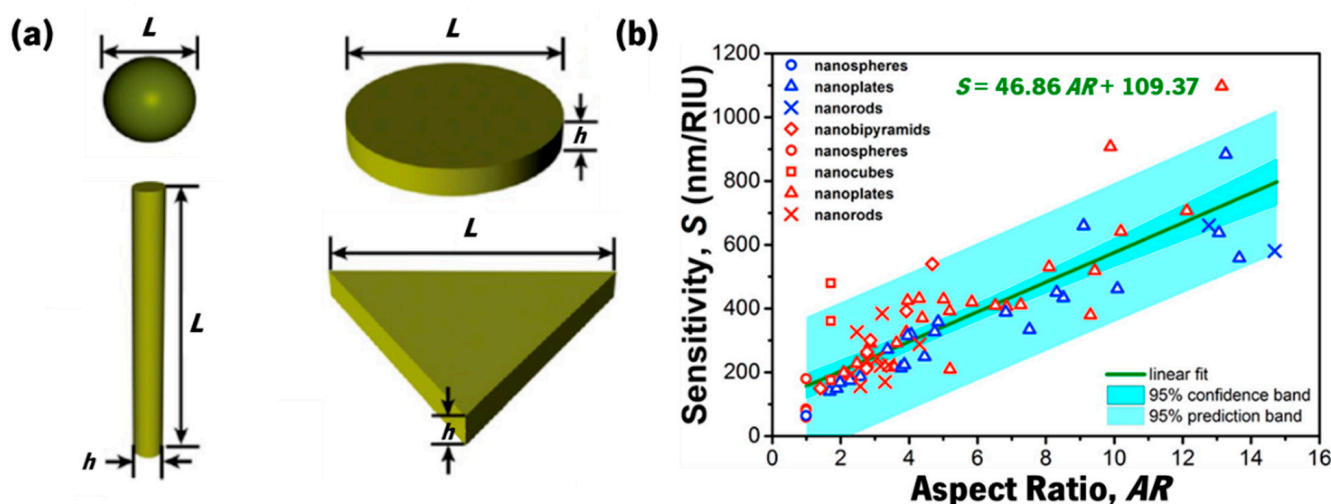 (a)
L
L
h
L
L
h
h
(b)
1200
1000
800
600
400
200
0
Sensitivity, S (nm/RIU)
nanospheres
nanoplates
nanorods
nanobipyramids
nanospheres
nanocubes
nanoplates
nanorods
S = 46.86 AR + 109.37
linear fit
95% confidence band
95% prediction band
0 2 4 6 8 10 12 14 16
Aspect Ratio, AR